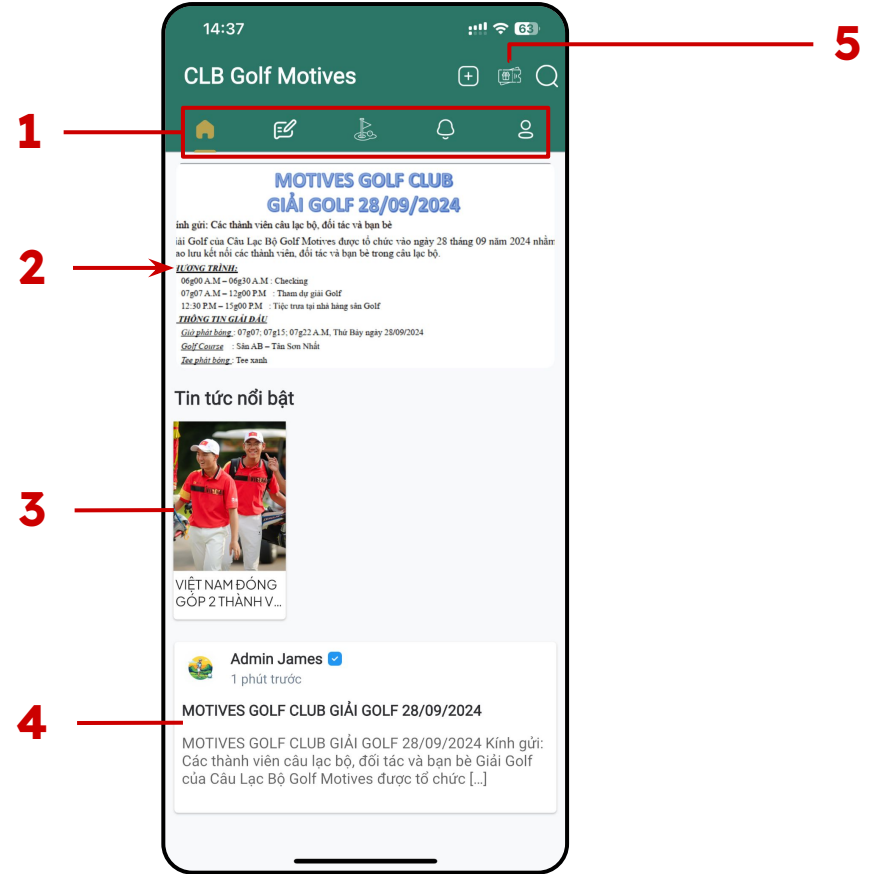 14:37
63
5
CLB Golf Motives
1
MOTIVES GOLF CLUB
GIẢI GOLF 28/09/2024
ính gửi: Các thành viên câu lạc bộ, đối tác và bạn bè
iải Golf của Câu Lạc Bộ Golf Motives được tổ chức vào ngày 28 tháng 09 năm 2024 nhằm
ao lưu kết nối các thành viên, đối tác và bạn bè trong câu lạc bộ.
2
HƯƠNG TRÌNH:
06g00 A.M – 06g30 A.M : Checking
07g07 A.M – 12g00 P.M : Tham dự giải Golf
12:30 P.M – 15g00 P.M : Tiệc trưa tại nhà hàng sân Golf
THÔNG TIN GIẢI ĐẤU
Giờ phát bóng : 07g07; 07g15; 07g22 A.M, Thứ Bảy ngày 28/09/2024
Golf Course : Sân AB – Tân Sơn Nhất
Tee phát bóng : Tee xanh
Tin tức nổi bật
3
VIỆT NAM ĐÓNG
GÓP 2 THÀNH V...
Admin James
1 phút trước
4
MOTIVES GOLF CLUB GIẢI GOLF 28/09/2024
MOTIVES GOLF CLUB GIẢI GOLF 28/09/2024 Kính gửi:
Các thành viên câu lạc bộ, đối tác và bạn bè Giải Golf
của Câu Lạc Bộ Golf Motives được tổ chức [...]